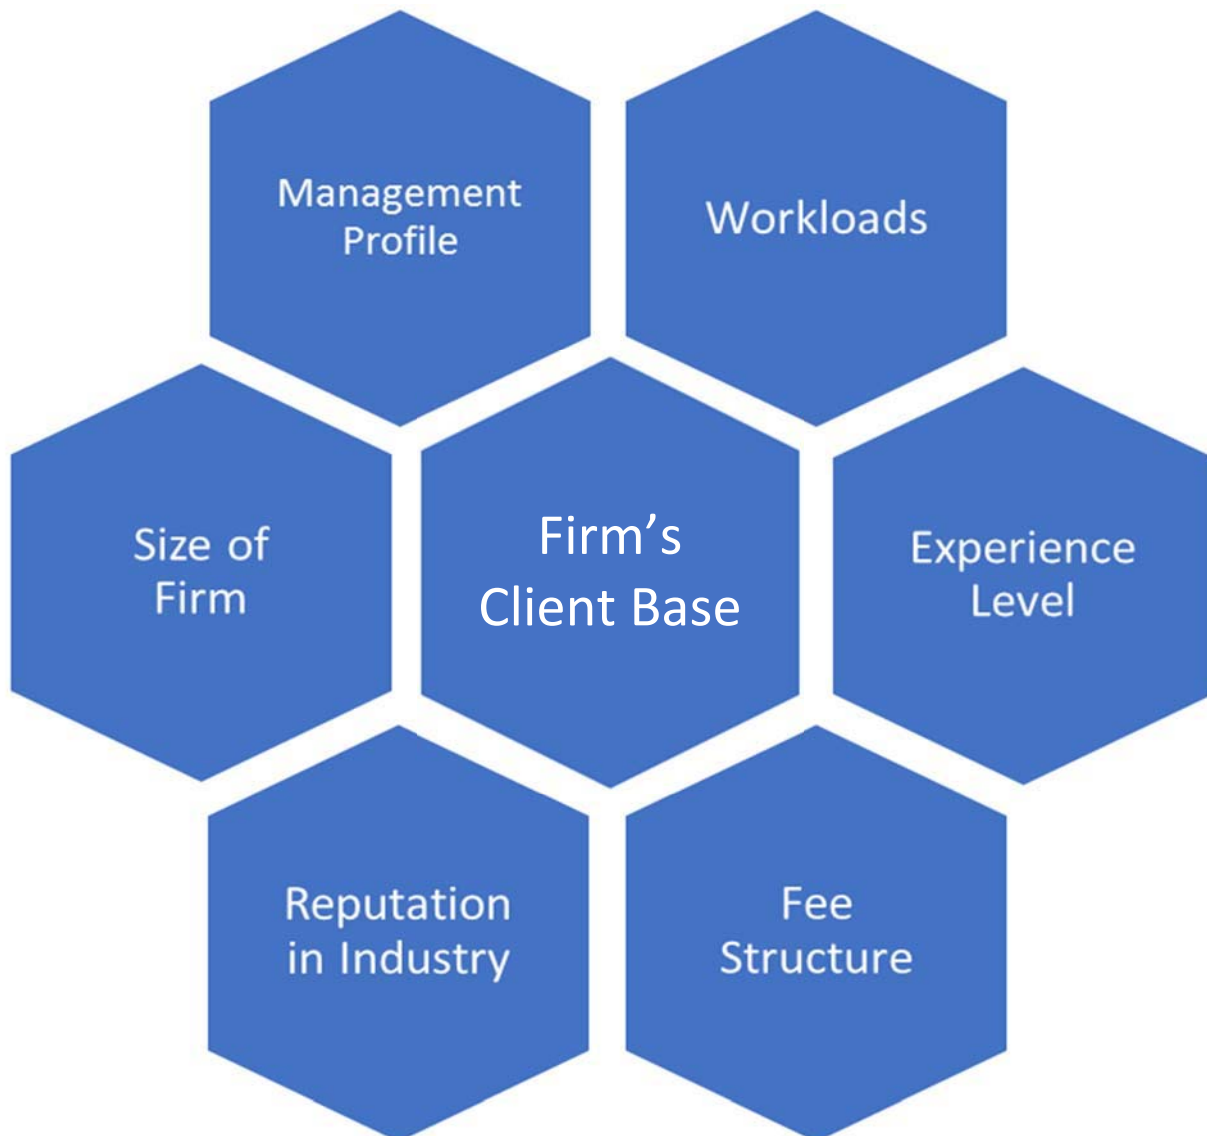 Management
Profile
Workloads
Size of
Firm
Firm’s
Client Base
Experience
Level
Reputation
in Industry
Fee
Structure